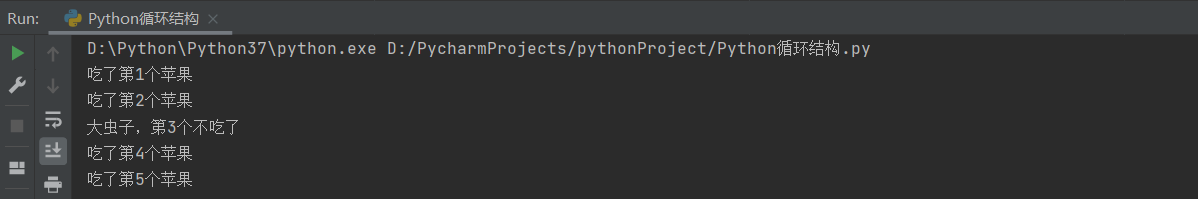 Run: Python循环结构
D:\Python\Python37\python.exe D:/PycharmProjects/pythonProject/Python循环结构.py
吃了第1个苹果
吃了第2个苹果
大虫子，第3个不吃了
吃了第4个苹果
吃了第5个苹果